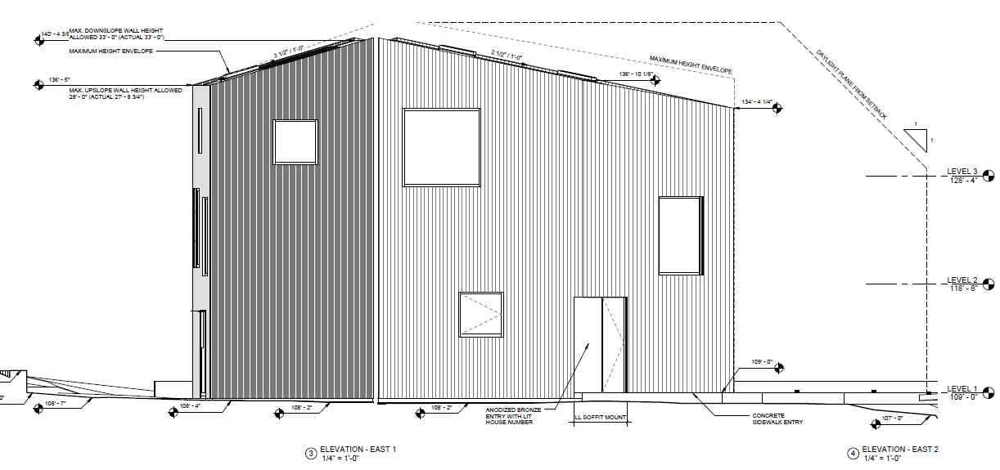 140' - 4 3/8
MAX. DOWNSLOPE WALL HEIGHT
ALLOWED 33' - 0" (ACTUAL 33' - 0")
MAXIMUM HEIGHT ENVELOPE
3 1/2" / 1'-0"
2 1/2" / 1'-0"
MAXIMUM HEIGHT ENVELOPE
DAYLIGHT PLANE FROM SETBACK
136' - 5"
MAX. UPSLOPE WALL HEIGHT ALLOWED
28' - 0" (ACTUAL 27' - 8 3/4")
136' - 10 1/8"
134' - 4 1/4"
1
1
LEVEL 3
128' - 4"
LEVEL 2
118' - 8"
109' - 0"
LEVEL 1
109' - 0"
0"
108' - 7"
108' - 4"
108' - 2"
108' - 2"
ANODIZED BRONZE
ENTRY WITH LIT
HOUSE NUMBER
LL SOFFIT MOUNT
CONCRETE
SIDEWALK ENTRY
107' - 0"
3
ELEVATION - EAST 1
1/4" = 1'-0"
4
ELEVATION - EAST 2
1/4" = 1'-0"